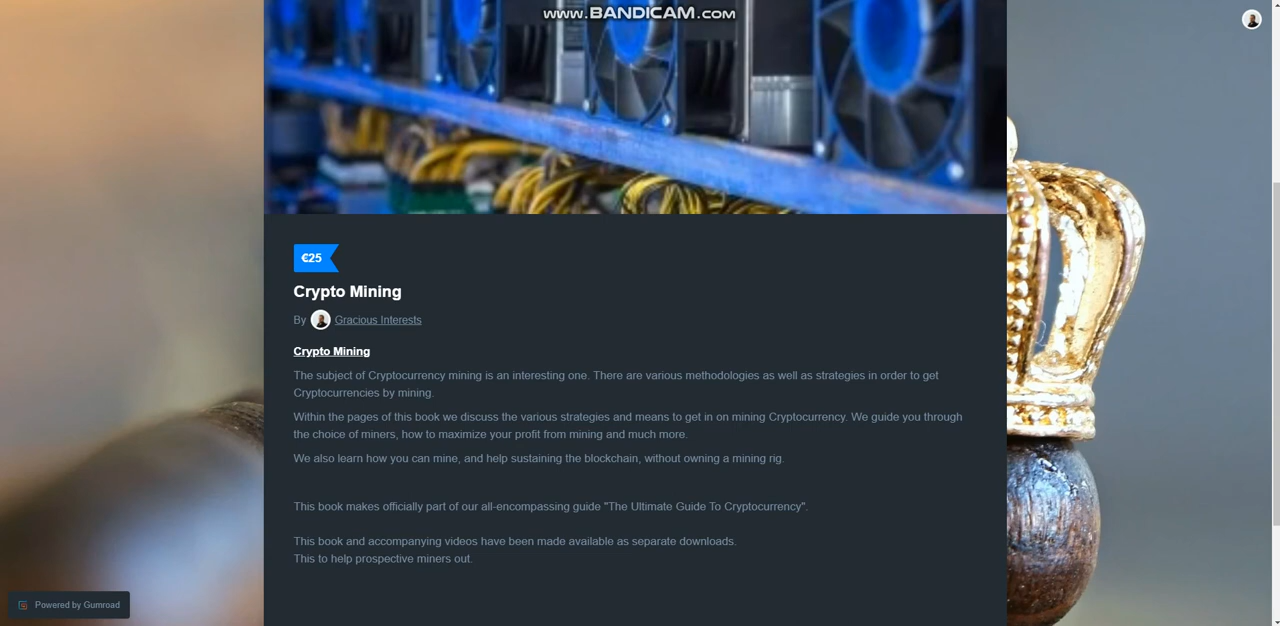 www.BANDICAM.com
€25
Crypto Mining
By Gracious Interests
Crypto Mining
The subject of Cryptocurrency mining is an interesting one. There are various methodologies as well as strategies in order to get
Cryptocurrencies by mining.
Within the pages of this book we discuss the various strategies and means to get in on mining Cryptocurrency. We guide you through
the choice of miners, how to maximize your profit from mining and much more.
We also learn how you can mine, and help sustaining the blockchain, without owning a mining rig.
This book makes officially part of our all-encompassing guide "The Ultimate Guide To Cryptocurrency".
This book and accompanying videos have been made available as separate downloads.
This to help prospective miners out.
Powered by Gumroad